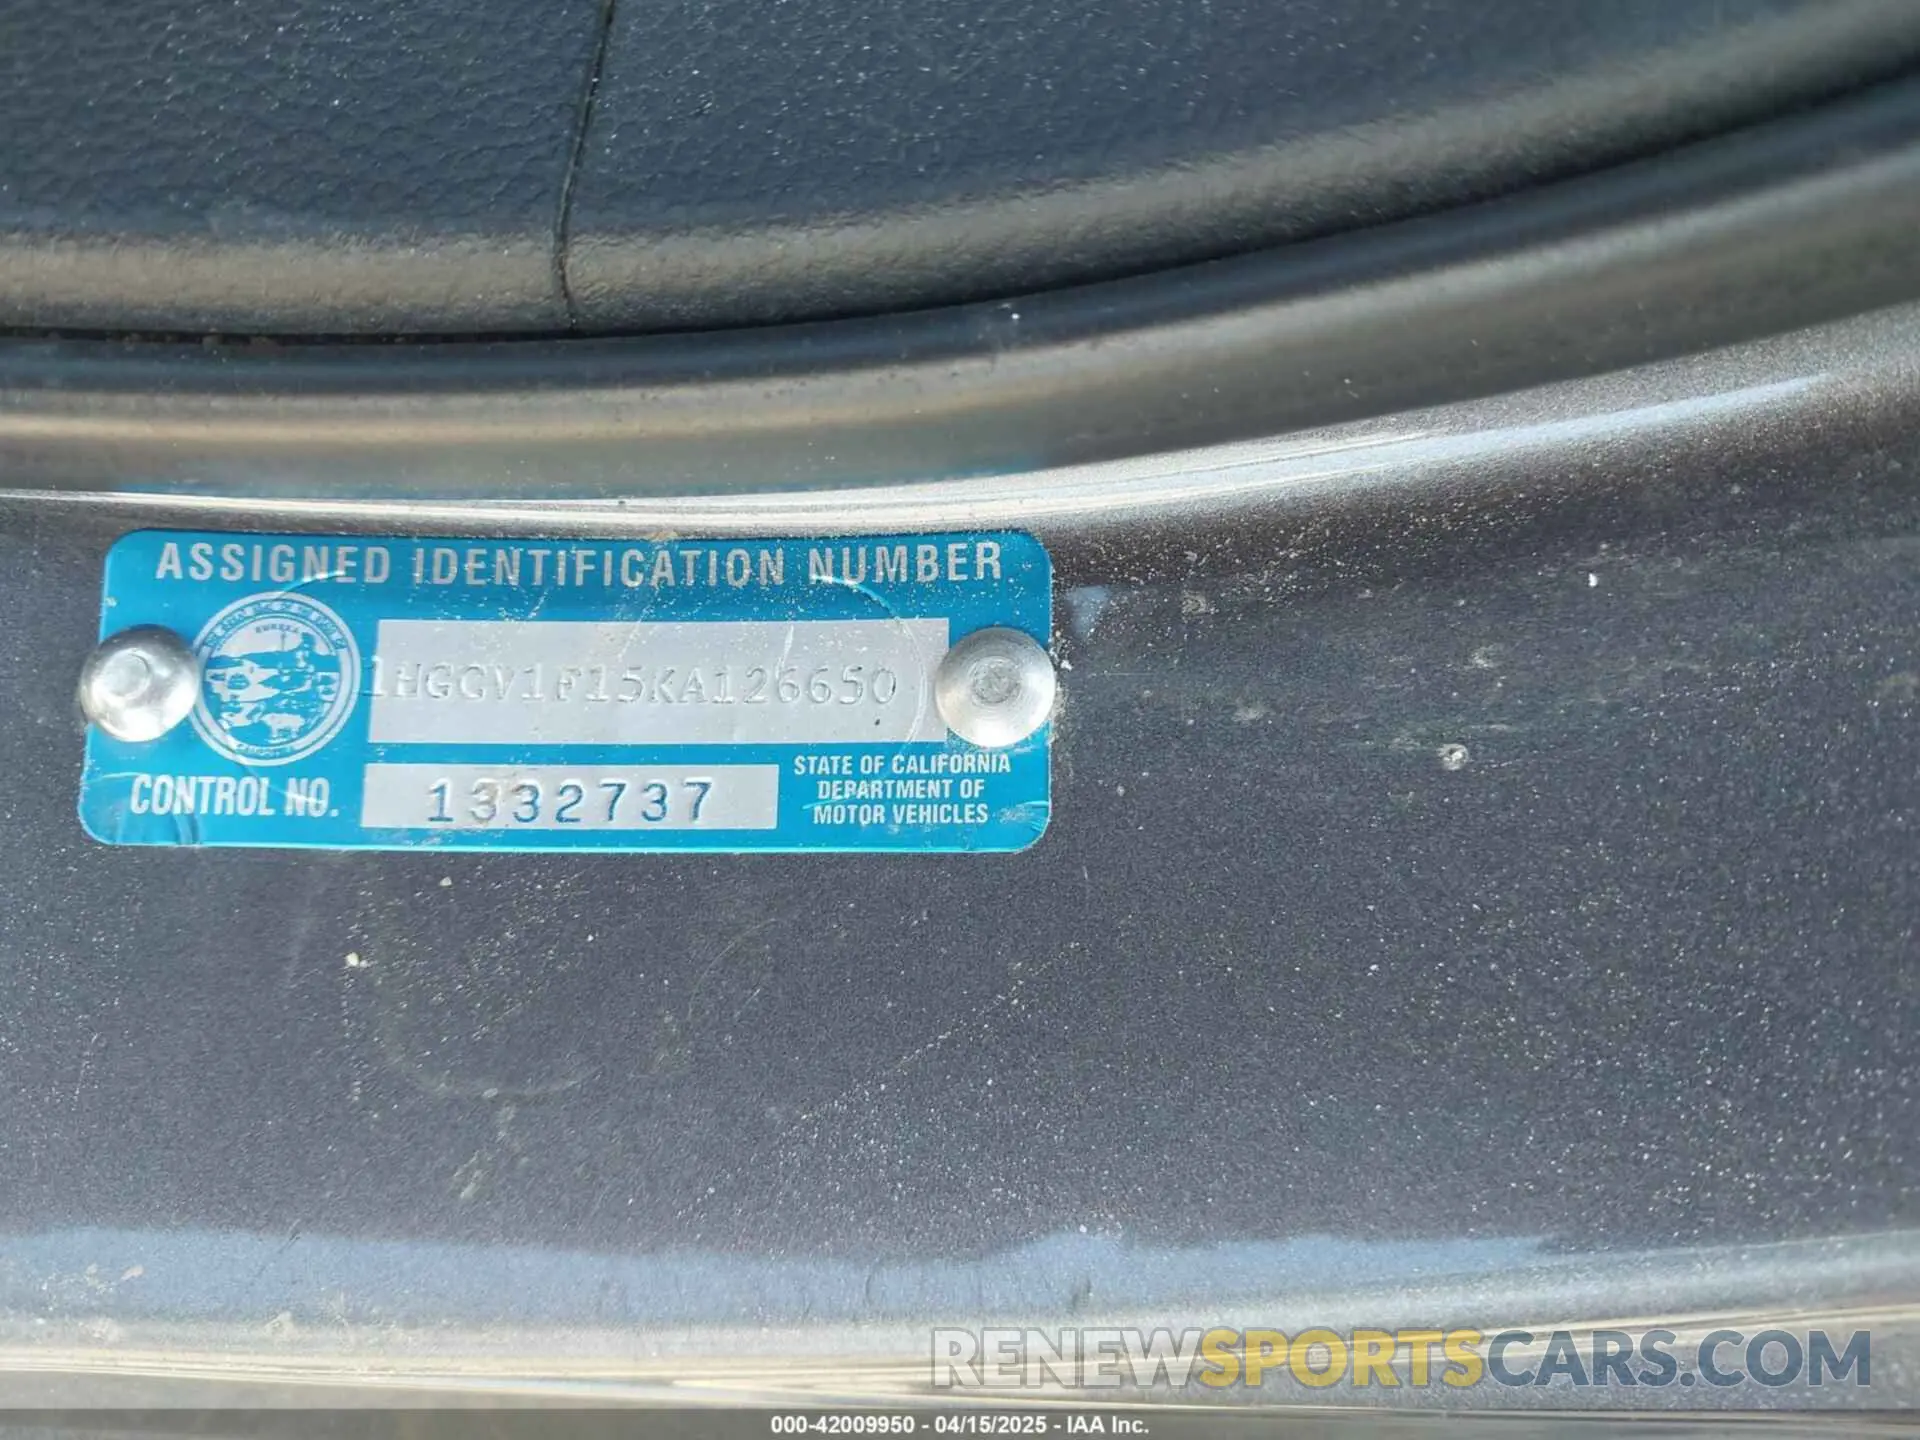 ASSIGNED IDENTIFICATION NUMBER
EUREKA
1HGCV1F15KA126650
CONTROL NO. 1332737
STATE OF CALIFORNIA
DEPARTMENT OF
MOTOR VEHICLES
RENEWSPORTSCARS.COM
000-42009950 - 04/15/2025 - IAA Inc.